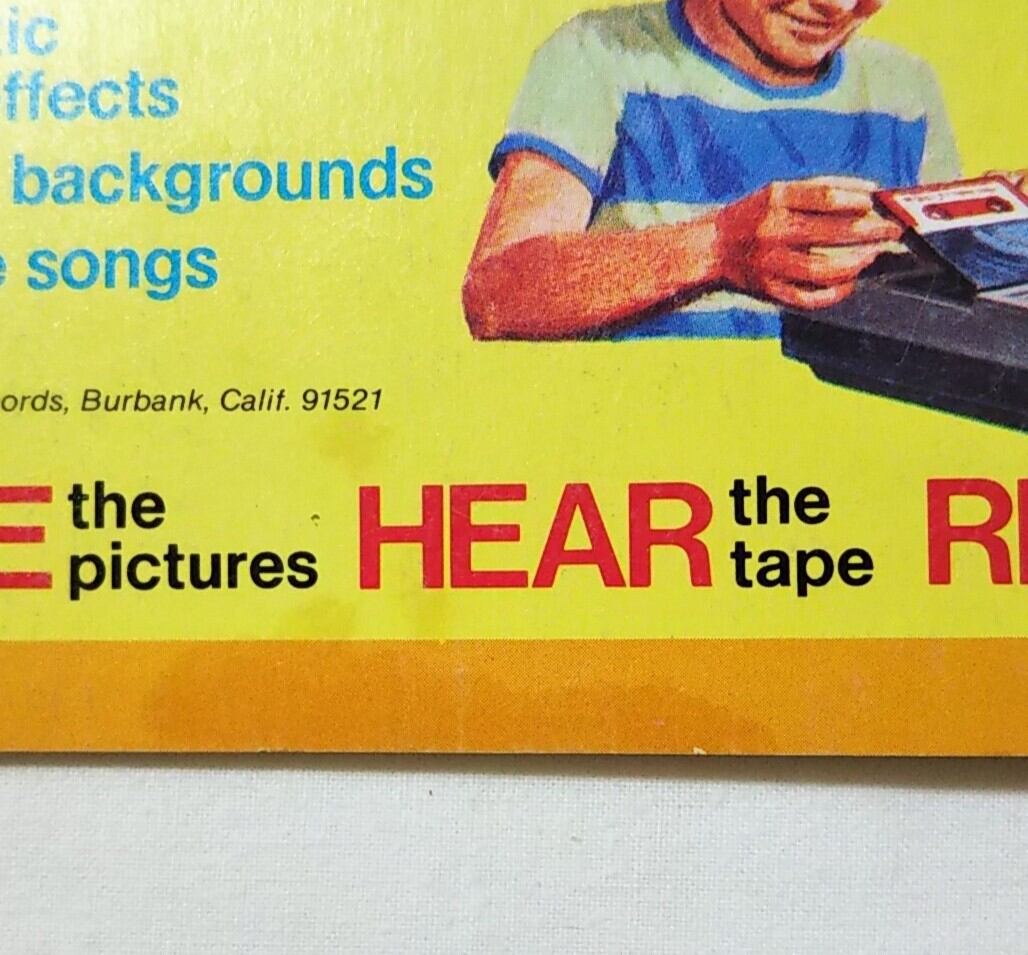 ic
ffects
backgrounds
e songs
ords, Burbank, Calif. 91521
E the pictures HEAR the tape R